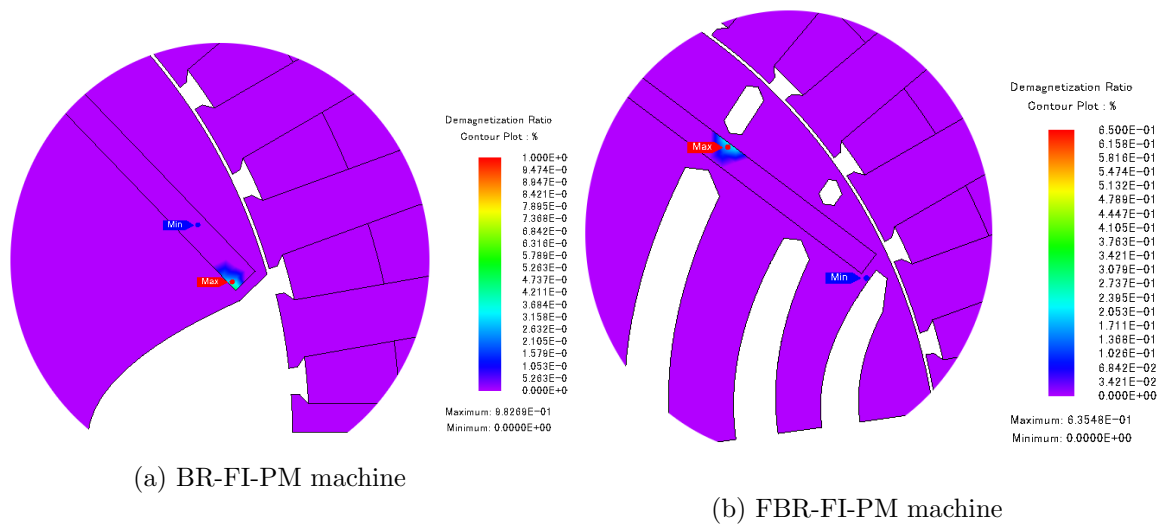 Demagnetization Ratio
Contour Plot : %
1.000E+0
9.474E-0
8.947E-0
8.421E-0
7.895E-0
7.368E-0
6.842E-0
6.316E-0
5.789E-0
5.263E-0
4.737E-0
4.211E-0
3.684E-0
3.158E-0
2.632E-0
2.105E-0
1.579E-0
1.053E-0
5.263E-0
0.000E+0
Maximum: 9.8269E-01
Minimum: 0.0000E+00
Min
Max
(a) BR-FI-PM machine
Demagnetization Ratio
Contour Plot : %
6.500E-01
6.158E-01
5.816E-01
5.474E-01
5.132E-01
4.789E-01
4.447E-01
4.105E-01
3.763E-01
3.421E-01
3.079E-01
2.737E-01
2.395E-01
2.053E-01
1.711E-01
1.368E-01
1.026E-01
6.842E-02
3.421E-02
0.000E+00
Maximum: 6.3548E-01
Minimum: 0.0000E+00
Max
Min
(b) FBR-FI-PM machine